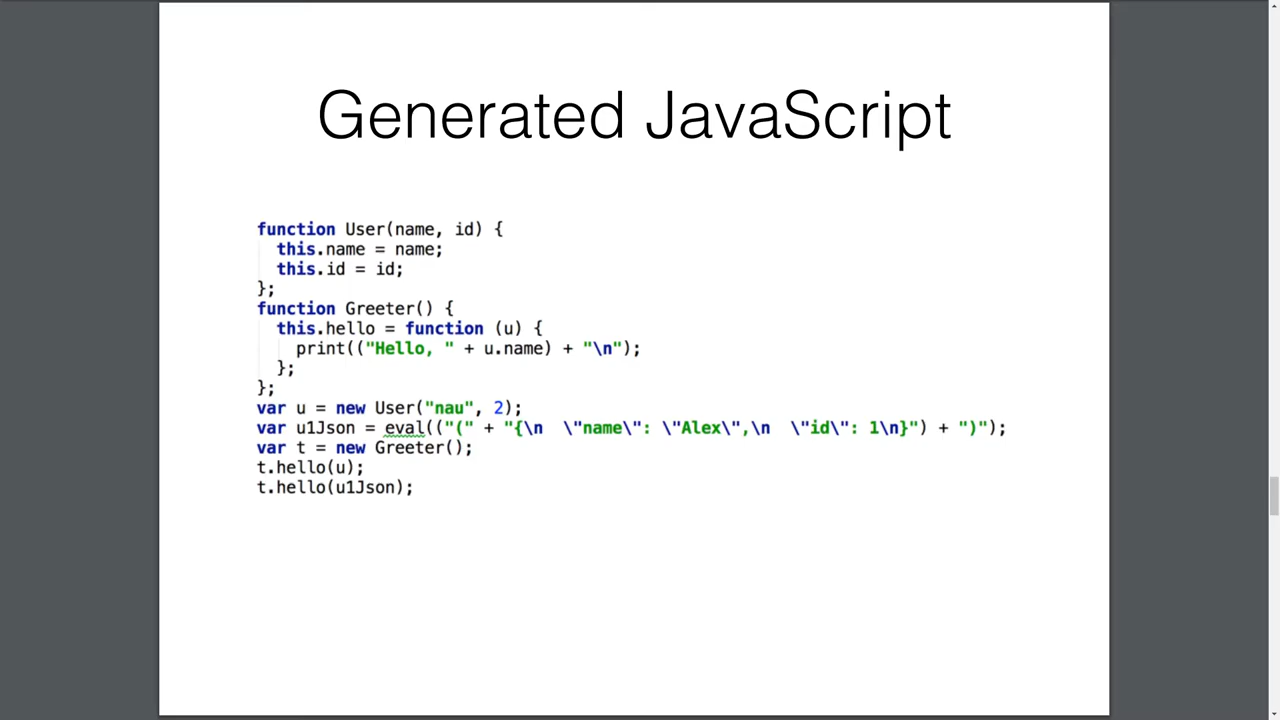 Generated JavaScript
function User(name, id) {
  this.name = name;
  this.id = id;
};
function Greeter() {
  this.hello = function (u) {
    print(("Hello, " + u.name) + "\n");
  };
};
var u = new User("nau", 2);
var u1Json = eval(("(" + "{\n  \"name\": \"Alex\",\n  \"id\": 1\n}") + ")");
var t = new Greeter();
t.hello(u);
t.hello(u1Json);